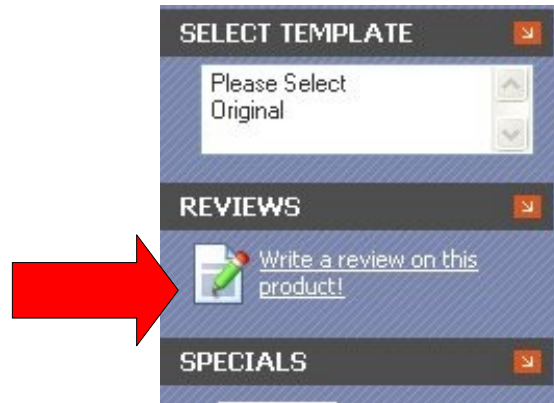 SELECT TEMPLATE
Please Select
Original
REVIEWS
Write a review on this
product!
SPECIALS